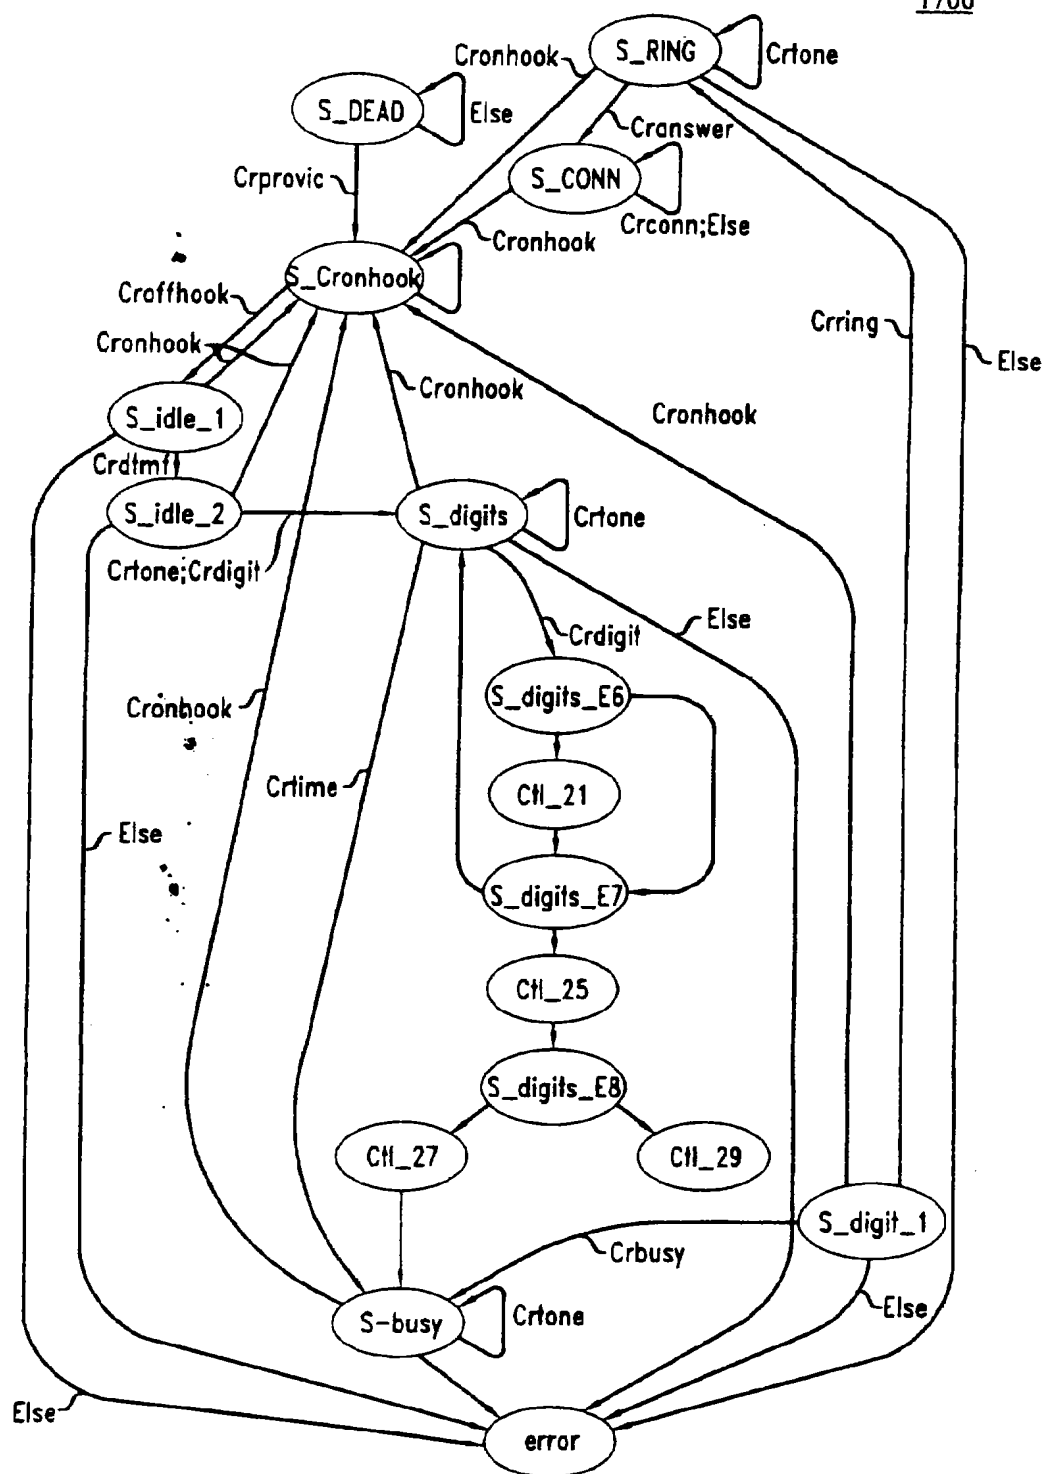 S_RING
Cronhook
Crtone
S_DEAD
Else
Cranswer
Crprovic
S_CONN
Crconn;Else
Cronhook
S_Cronhook
Croffhook
Crring
Cronhook
Else
Cronhook
Cronhook
S_idle_1
Crdtmf
S_idle_2
S_digits
Crtone
Crtone;Crdigit
Else
Crdigit
S_digits_E6
Cronhook
Crtime
Ctl_21
Else
S_digits_E7
Ctl_25
S_digits_E8
Ctl_27
Ctl_29
S_digit_1
Crbusy
Else
S-busy
Crtone
Else
error